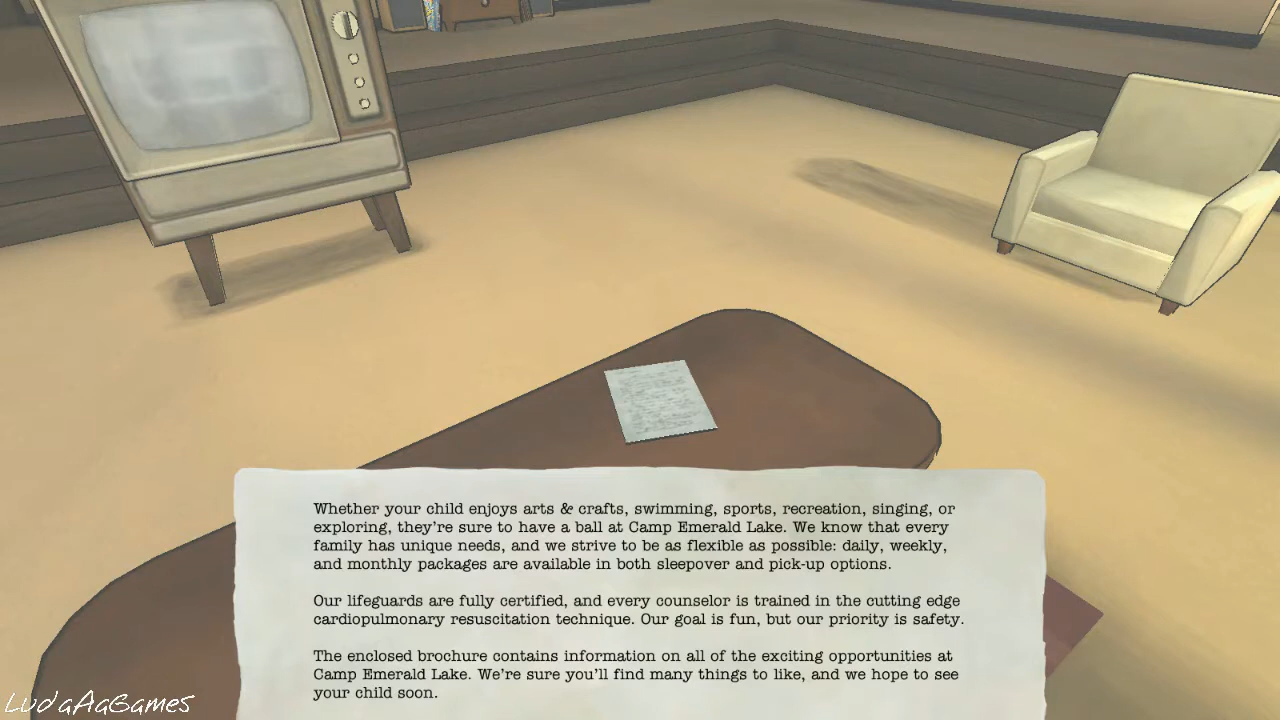 Whether your child enjoys arts & crafts, swimming, sports, recreation, singing, or
exploring, they're sure to have a ball at Camp Emerald Lake. We know that every
family has unique needs, and we strive to be as flexible as possible: daily, weekly,
and monthly packages are available in both sleepover and pick-up options.
Our lifeguards are fully certified, and every counselor is trained in the cutting edge
cardiopulmonary resuscitation technique. Our goal is fun, but our priority is safety.
The enclosed brochure contains information on all of the exciting opportunities at
Camp Emerald Lake. We're sure you'll find many things to like, and we hope to see
your child soon.